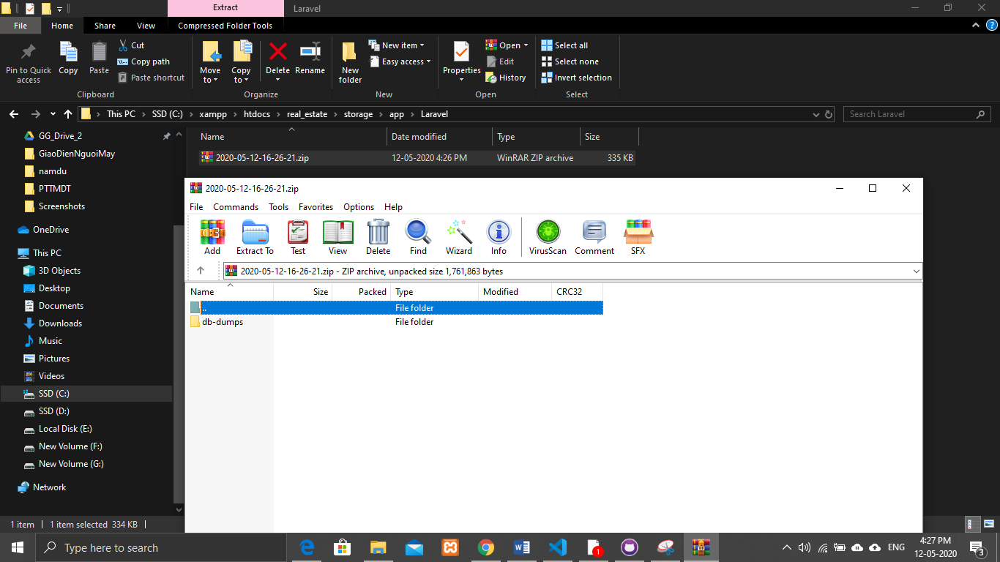 Extract
Laravel
File Home Share View Compressed Folder Tools
Pin to Quick access
Copy
Paste
Cut
Copy path
Paste shortcut
Clipboard
Move to
Copy to
Delete
Rename
Organize
New folder
New item
Easy access
New
Properties
Open
Edit
History
Open
Select all
Select none
Invert selection
Select
This PC > SSD (C:) > xampp > htdocs > real_estate > storage > app > Laravel
Search Laravel
Name Date modified Type Size
2020-05-12-16-26-21.zip 12-05-2020 4:26 PM WinRAR ZIP archive 335 KB
GG_Drive_2
GiaoDienNguoiMay
namdu
PTTMDT
Screenshots
OneDrive
This PC
3D Objects
Desktop
Documents
Downloads
Music
Pictures
Videos
SSD (C:)
SSD (D:)
Local Disk (E:)
New Volume (F:)
New Volume (G:)
Network
1 item 1 item selected 334 KB
2020-05-12-16-26-21.zip
File Commands Tools Favorites Options Help
Add Extract To Test View Delete Find Wizard Info VirusScan Comment SFX
2020-05-12-16-26-21.zip - ZIP archive, unpacked size 1,761,863 bytes
Name Size Packed Type Modified CRC32
.. File folder
db-dumps File folder
Type here to search
1
ENG
4:27 PM
12-05-2020
3